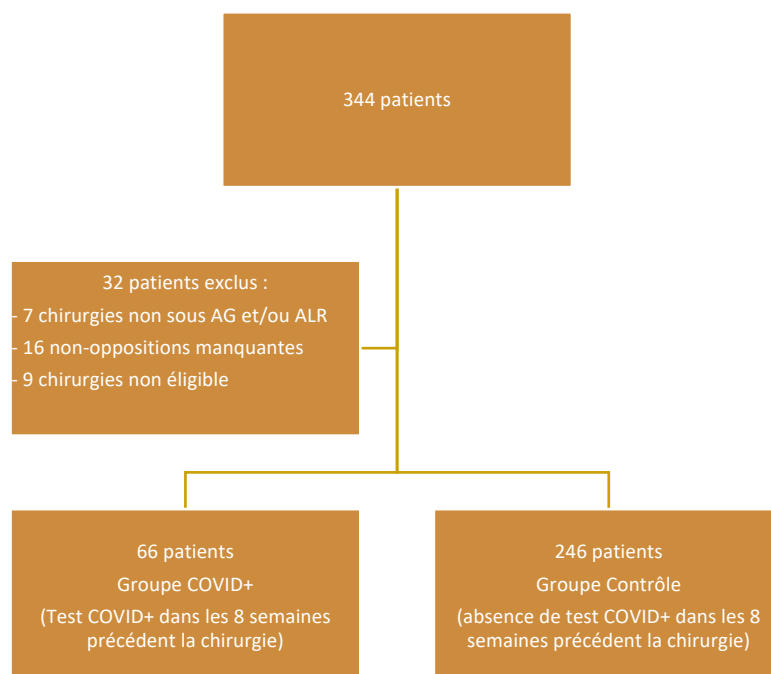 344 patients
32 patients exclus :
- 7 chirurgies non sous AG et/ou ALR
- 16 non-oppositions manquantes
- 9 chirurgies non éligible
66 patients
Groupe COVID+
(Test COVID+ dans les 8 semaines
précédent la chirurgie)
246 patients
Groupe Contrôle
(absence de test COVID+ dans les 8
semaines précédent la chirurgie)